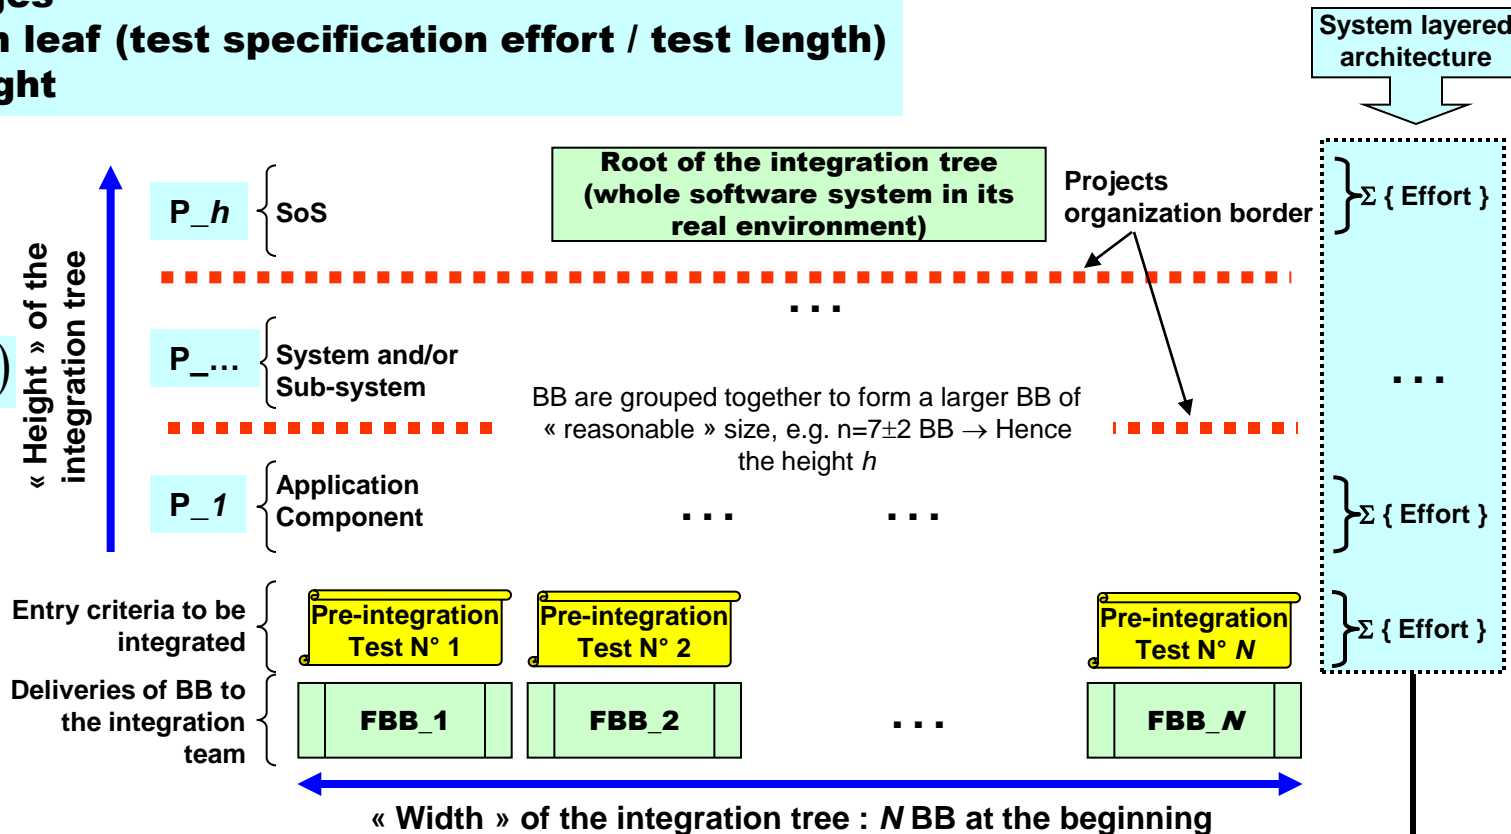 ges
n leaf (test specification effort / test length)
ght
System layered
architecture
« Height » of the
integration tree
)
P_h
SoS
Root of the integration tree
(whole software system in its
real environment)
Projects
organization border
Σ { Effort }
...
P_...
System and/or
Sub-system
BB are grouped together to form a larger BB of
« reasonable » size, e.g. n=7±2 BB → Hence
the height h
...
P_1
Application
Component
... ...
Σ { Effort }
Entry criteria to be
integrated
Pre-integration
Test N° 1
Pre-integration
Test N° 2
Pre-integration
Test N° N
Σ { Effort }
Deliveries of BB to
the integration
team
FBB_1
FBB_2
...
FBB_N
« Width » of the integration tree : N BB at the beginning